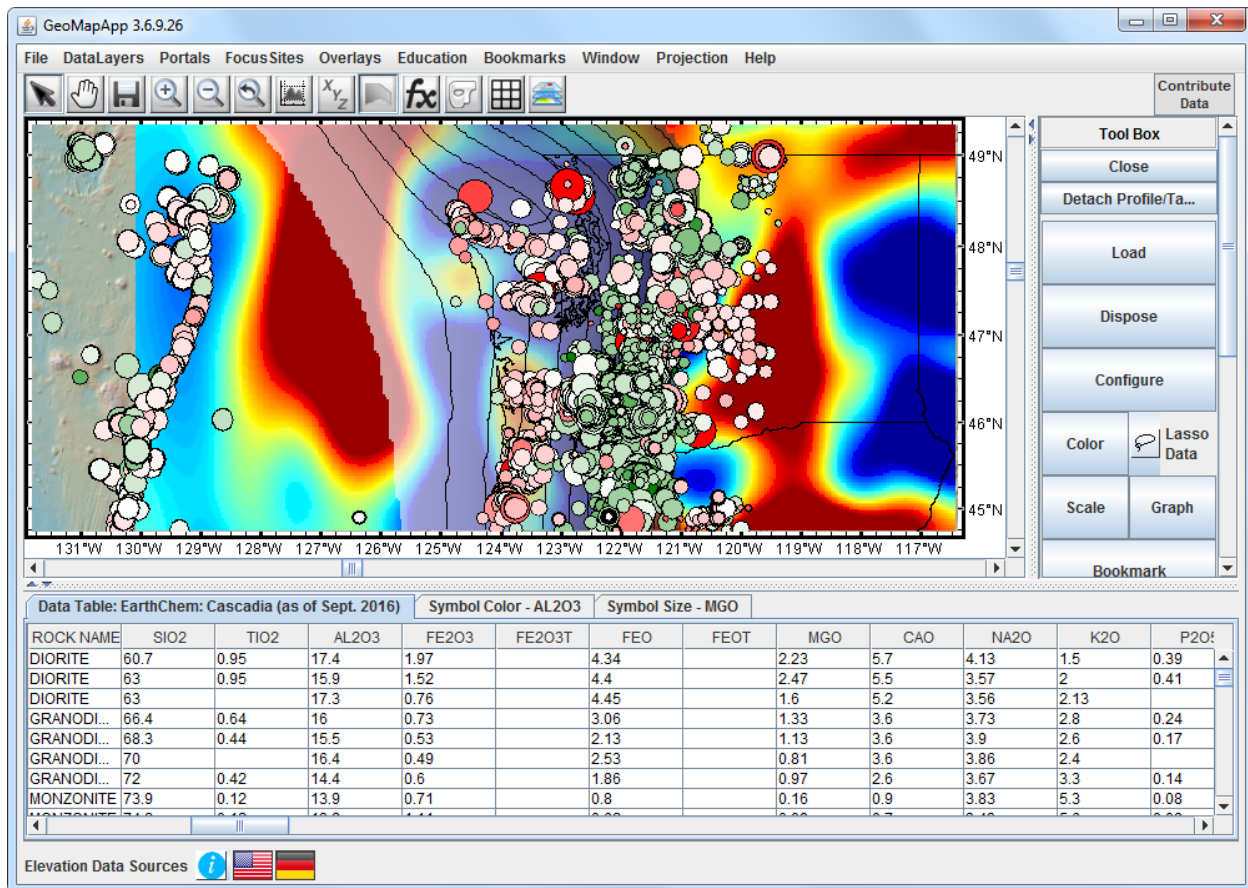 GeoMapApp 3.6.9.26
File DataLayers Portals FocusSites Overlays Education Bookmarks Window Projection Help
X Y Z fx
Contribute Data
49°N
48°N
47°N
46°N
45°N
131°W 130°W 129°W 128°W 127°W 126°W 125°W 124°W 123°W 122°W 121°W 120°W 119°W 118°W 117°W
Tool Box
Close
Detach Profile/Ta...
Load
Dispose
Configure
Color Lasso Data
Scale Graph
Bookmark
Data Table: EarthChem: Cascadia (as of Sept. 2016) Symbol Color - AL2O3 Symbol Size - MGO
ROCK NAME SIO2 TIO2 AL2O3 FE2O3 FE2O3T FEO FEOT MGO CAO NA2O K2O P2O5
DIORITE 60.7 0.95 17.4 1.97 4.34 2.23 5.7 4.13 1.5 0.39
DIORITE 63 0.95 15.9 1.52 4.4 2.47 5.5 3.57 2 0.41
DIORITE 63 17.3 0.76 4.45 1.6 5.2 3.56 2.13
GRANODI... 66.4 0.64 16 0.73 3.06 1.33 3.6 3.73 2.8 0.24
GRANODI... 68.3 0.44 15.5 0.53 2.13 1.13 3.6 3.9 2.6 0.17
GRANODI... 70 16.4 0.49 2.53 0.81 3.6 3.86 2.4
GRANODI... 72 0.42 14.4 0.6 1.86 0.97 2.6 3.67 3.3 0.14
MONZONITE 73.9 0.12 13.9 0.71 0.8 0.16 0.9 3.83 5.3 0.08
Elevation Data Sources i